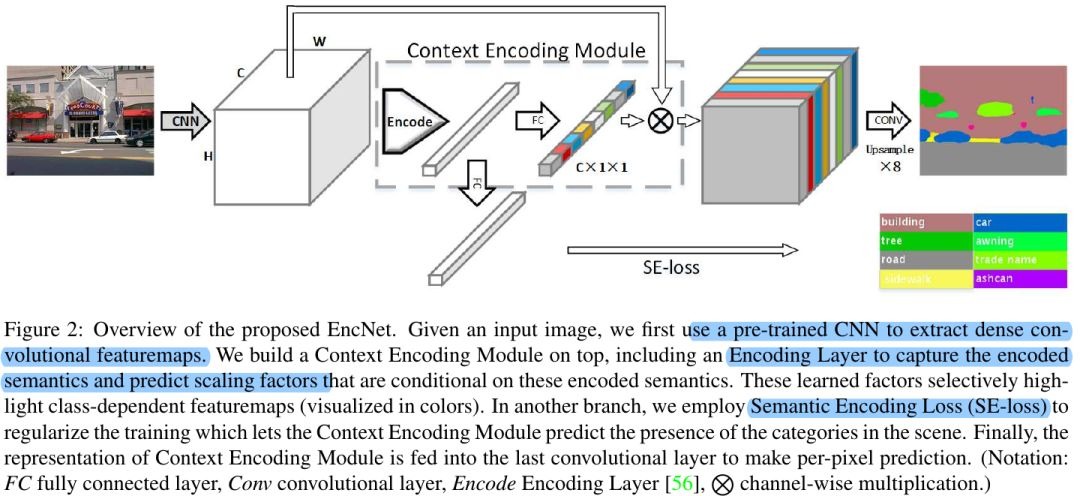 W
C
Context Encoding Module
CNN
Encode
FC
CONV
H
C×1×1
Upsample
×8
FC
SE-loss
building
car
tree
awning
road
trade name
sidewalk
ashcan
Figure 2: Overview of the proposed EncNet. Given an input image, we first use a pre-trained CNN to extract dense con-
volutional featuremaps. We build a Context Encoding Module on top, including an Encoding Layer to capture the encoded
semantics and predict scaling factors that are conditional on these encoded semantics. These learned factors selectively high-
light class-dependent featuremaps (visualized in colors). In another branch, we employ Semantic Encoding Loss (SE-loss) to
regularize the training which lets the Context Encoding Module predict the presence of the categories in the scene. Finally, the
representation of Context Encoding Module is fed into the last convolutional layer to make per-pixel prediction. (Notation:
FC fully connected layer, Conv convolutional layer, Encode Encoding Layer [56], ⊗ channel-wise multiplication.)